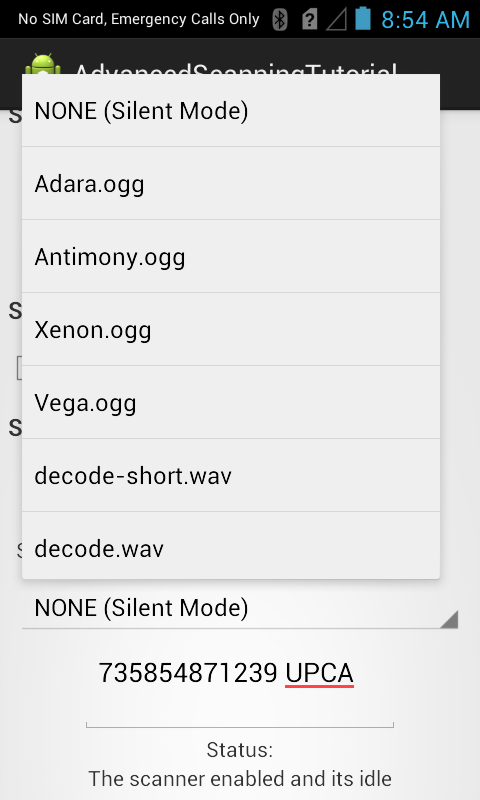 No SIM Card, Emergency Calls Only 8:54 AM
AdvancedScanningTutorial
NONE (Silent Mode)
Adara.ogg
Antimony.ogg
Xenon.ogg
Vega.ogg
decode-short.wav
decode.wav
NONE (Silent Mode)
735854871239 UPCA
Status:
The scanner enabled and its idle